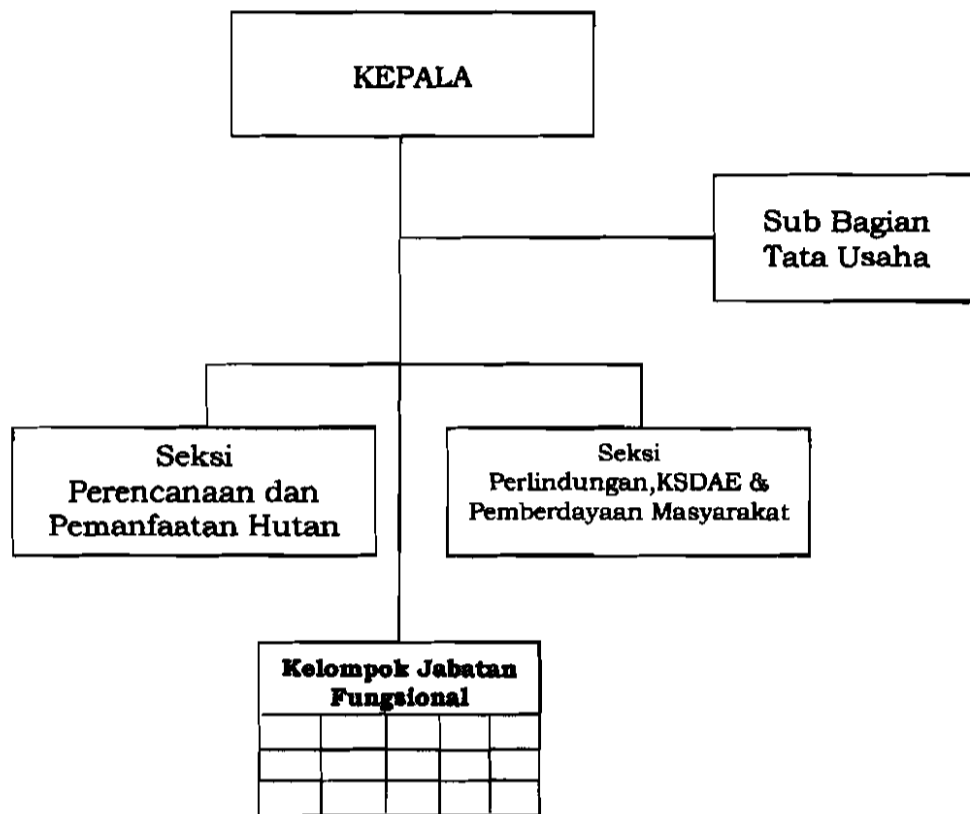 KEPALA
Sub Bagian
Tata Usaha
Seksi
Perencanaan dan
Pemanfaatan Hutan
Seksi
Perlindungan,KSDAE &
Pemberdayaan Masyarakat
Kelompok Jabatan
Fungsional